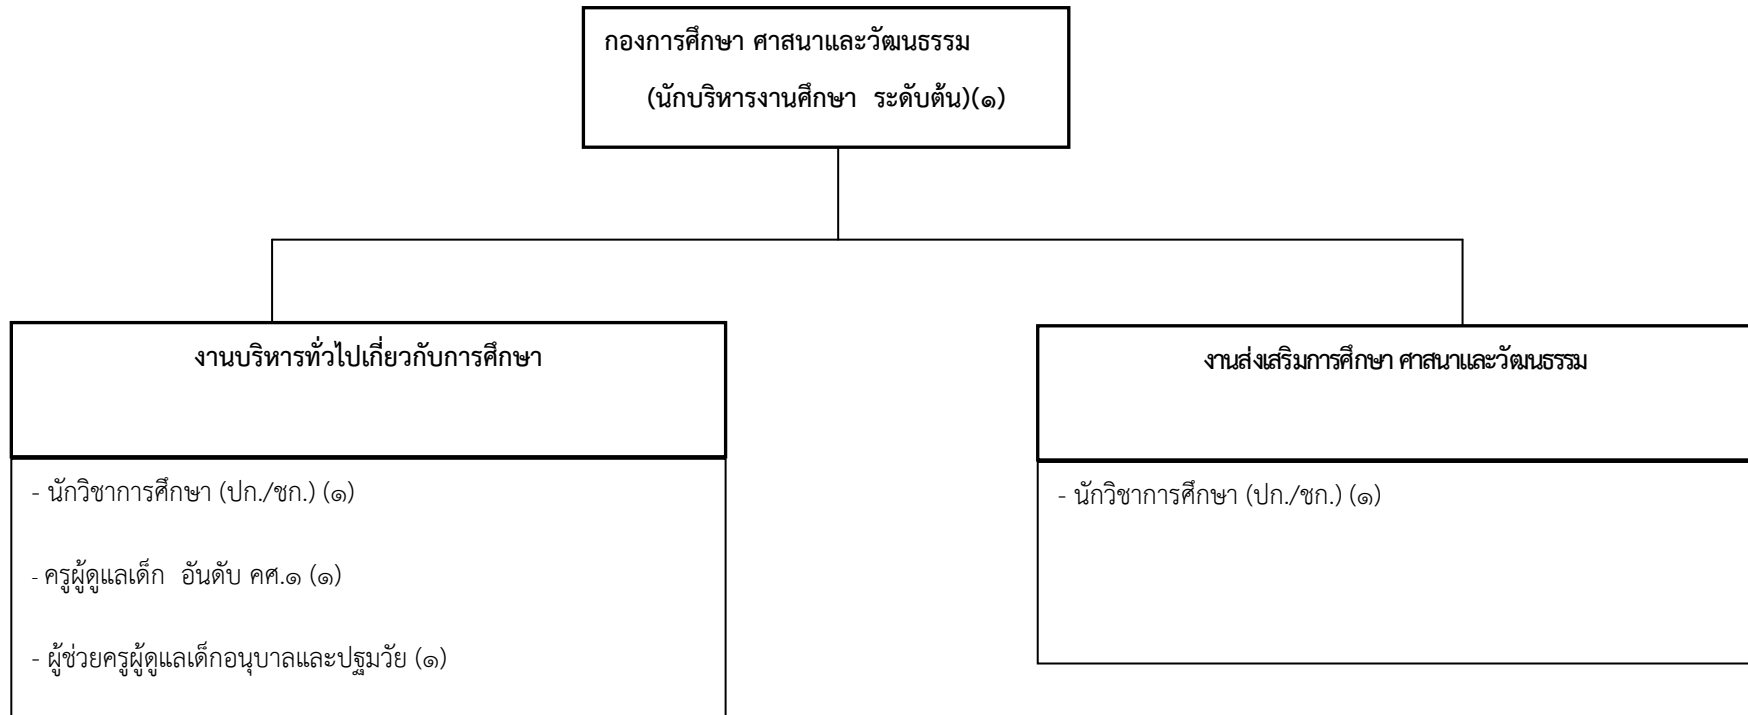 กองการศึกษา ศาสนาและวัฒนธรรม
(นักบริหารงานศึกษา ระดับต้น)(๑)
งานบริหารทั่วไปเกี่ยวกับการศึกษา
- นักวิชาการศึกษา (ปก./ชก.) (๑)
- ครูผู้ดูแลเด็ก อันดับ คศ.๑ (๑)
- ผู้ช่วยครูผู้ดูแลเด็กอนุบาลและปฐมวัย (๑)
งานส่งเสริมการศึกษา ศาสนาและวัฒนธรรม
- นักวิชาการศึกษา (ปก./ชก.) (๑)